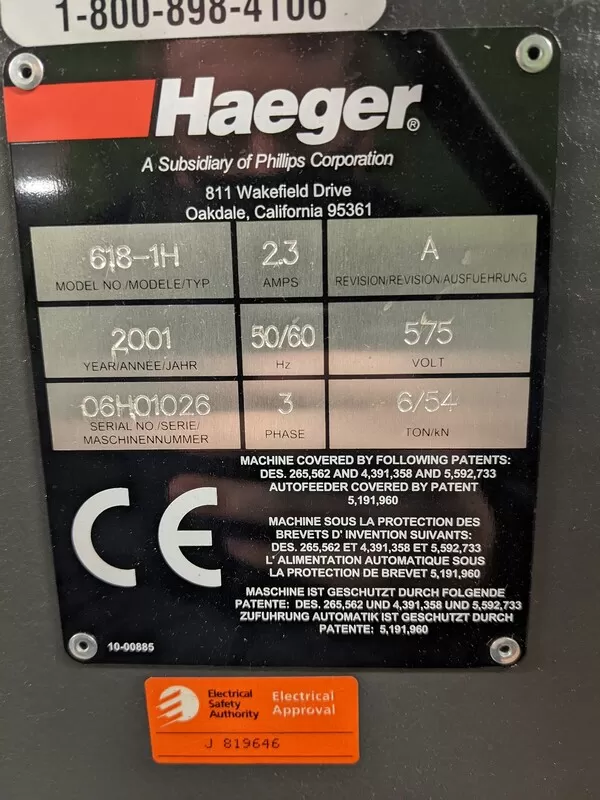 1-800-898-4106
Haeger®
A Subsidiary of Phillips Corporation
811 Wakefield Drive
Oakdale, California 95361
618-1H
MODEL NO /MODELE/TYP
2.3
AMPS
A
REVISION/REVISION/AUSFUEHRUNG
2001
YEAR/ANNEE/JAHR
50/60
Hz
575
VOLT
06H01026
SERIAL NO /SERIE/
MASCHINENNUMMER
3
PHASE
6/54
TON/kN
MACHINE COVERED BY FOLLOWING PATENTS:
DES. 265,562 AND 4,391,358 AND 5,592,733
AUTOFEEDER COVERED BY PATENT
5,191,960
MACHINE SOUS LA PROTECTION DES
BREVETS D' INVENTION SUIVANTS:
DES. 265,562 ET 4,391,358 ET 5,592,733
L' ALIMENTATION AUTOMATIQUE SOUS
LA PROTECTION DE BREVET 5,191,960
MASCHINE IST GESCHUTZT DURCH FOLGENDE
PATENTE: DES. 265,562 UND 4,391,358 UND 5,592,733
ZUFUHRUNG AUTOMATIK IST GESCHUTZT DURCH
PATENTE: 5,191,960
CE
10-00885
Electrical
Safety
Authority
Electrical
Approval
J 819646